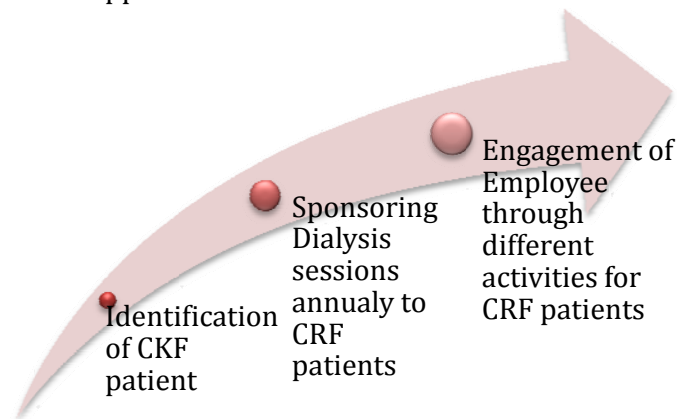 Identification
of CKF
patient
Sponsoring
Dialysis
sessions
annualy to
CRF
patients
Engagement of
Employee
through
different
activities for
CRF patients